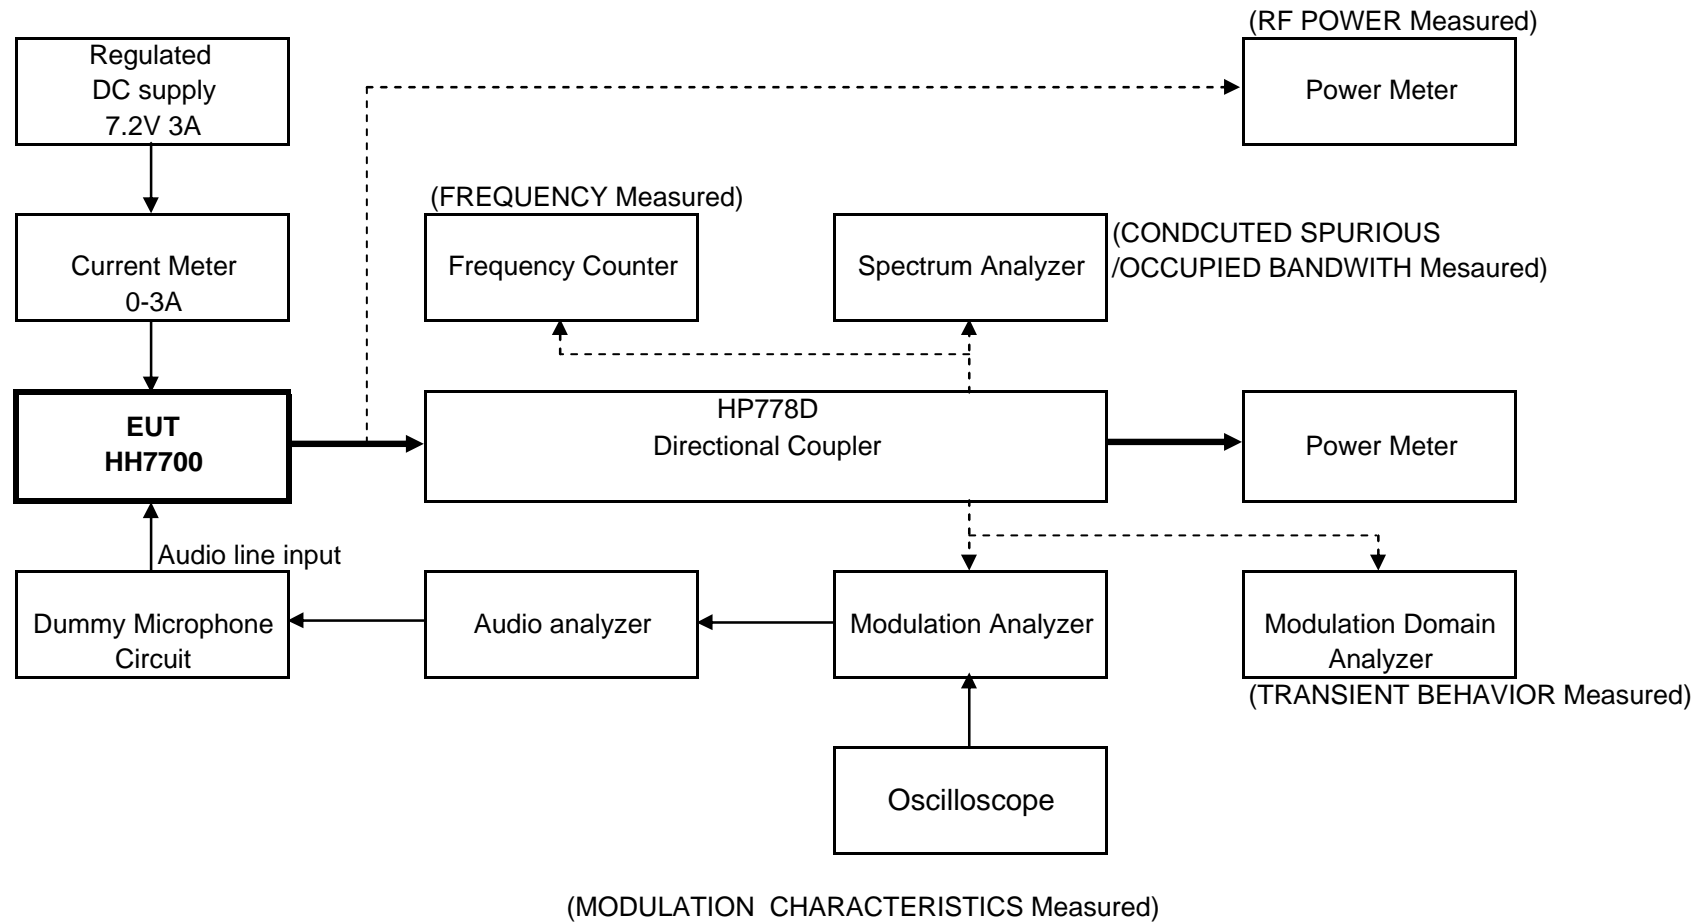 (RF POWER Measured)
Regulated
DC supply
7.2V 3A
Power Meter
(FREQUENCY Measured)
Current Meter
0-3A
Frequency Counter
Spectrum Analyzer
(CONDCUTED SPURIOUS
/OCCUPIED BANDWITH Mesaured)
EUT
HH7700
HP778D
Directional Coupler
Power Meter
Audio line input
Dummy Microphone
Circuit
Audio analyzer
Modulation Analyzer
Modulation Domain
Analyzer
(TRANSIENT BEHAVIOR Measured)
Oscilloscope
(MODULATION  CHARACTERISTICS Measured)